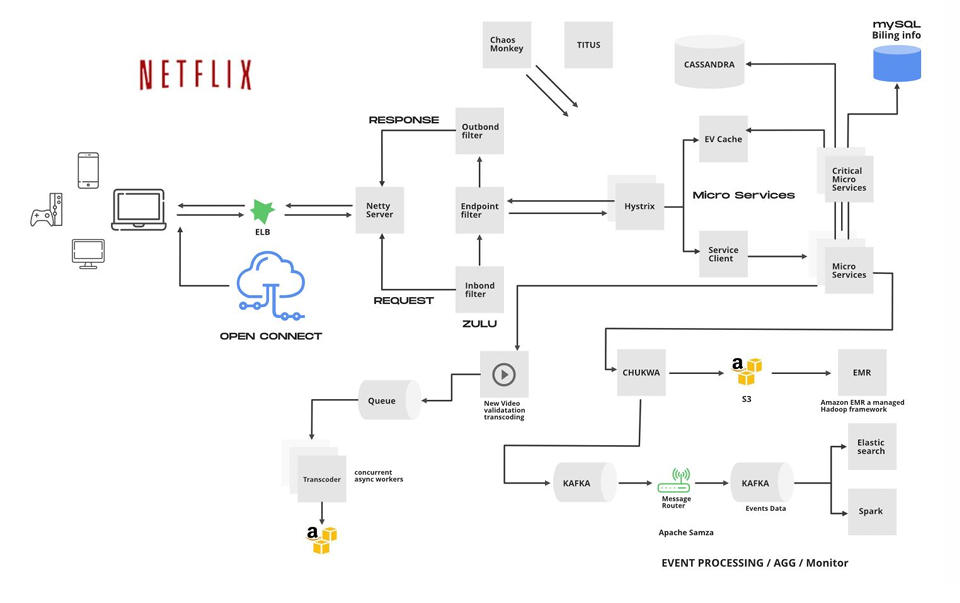 NETFLIX
Chaos
Monkey
TITUS
CASSANDRA
mySQL
Biling info
RESPONSE
Outbond
filter
EV Cache
Critical
Micro
Services
Micro Services
Netty
Server
Endpoint
filter
Hystrix
ELB
Service
Client
Micro
Services
Inbond
filter
REQUEST
ZULU
OPEN CONNECT
CHUKWA
a
S3
EMR
Amazon EMR a managed
Hadoop framework
New Video
validatation
transcoding
Queue
Elastic
search
Transcoder
concurrent
async workers
KAFKA
Message
Router
KAFKA
Events Data
Spark
a
Apache Samza
EVENT PROCESSING / AGG / Monitor